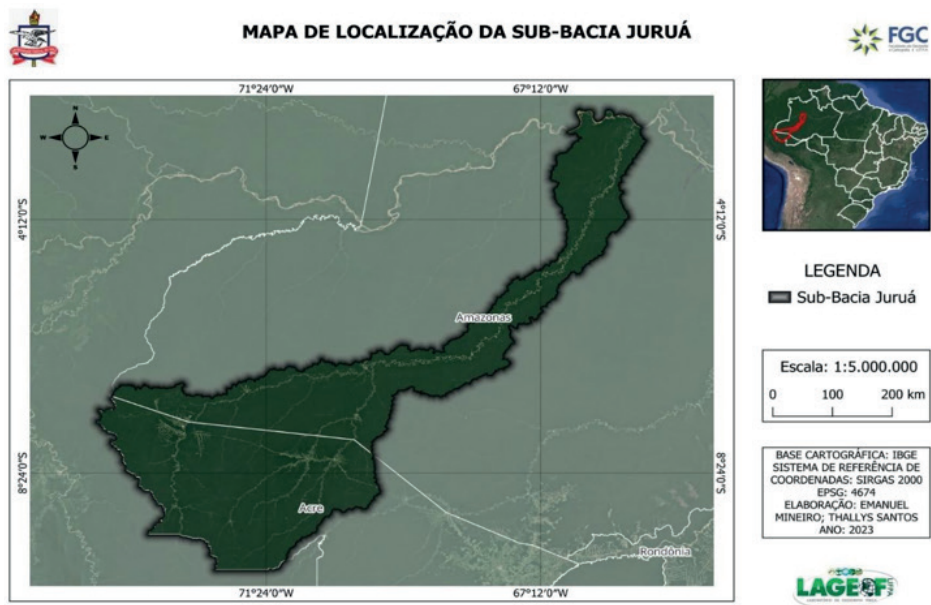 MAPA DE LOCALIZAÇÃO DA SUB-BACIA JURUÁ
FGC
71°24'0"W 67°12'0"W
N
W E
S
4°12'0"S 4°12'0"S
Amazonas
8°24'0"S 8°24'0"S
Acre
Rondônia
71°24'0"W 67°12'0"W
LEGENDA
Sub-Bacia Juruá
Escala: 1:5.000.000
0 100 200 km
BASE CARTOGRÁFICA: IBGE
SISTEMA DE REFERÊNCIA DE
COORDENADAS: SIRGAS 2000
EPSG: 4674
ELABORAÇÃO: EMANUEL
MINEIRO; THALLYS SANTOS
ANO: 2023
LAGEOF
UFPA